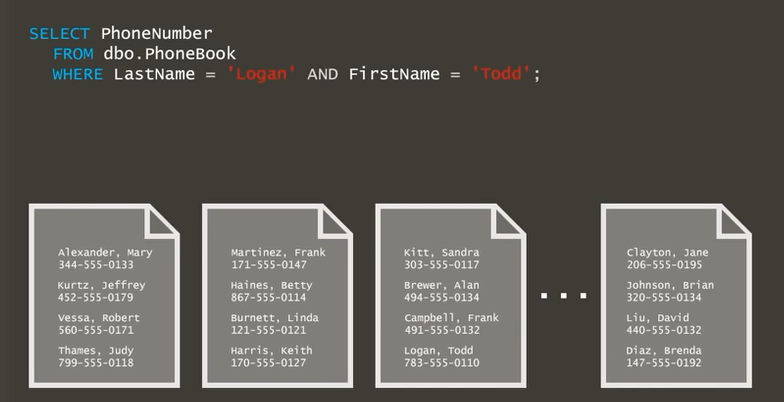 SELECT PhoneNumber
FROM dbo.PhoneBook
WHERE LastName = 'Logan' AND FirstName = 'Todd';
Alexander, Mary
344-555-0133
Kurtz, Jeffrey
452-555-0179
Vessa, Robert
560-555-0171
Thames, Judy
799-555-0118
Martinez, Frank
171-555-0147
Haines, Betty
867-555-0114
Burnett, Linda
121-555-0121
Harris, Keith
170-555-0127
Kitt, Sandra
303-555-0117
Brewer, Alan
494-555-0134
Campbell, Frank
491-555-0132
Logan, Todd
783-555-0110
...
Clayton, Jane
206-555-0195
Johnson, Brian
320-555-0134
Liu, David
440-555-0132
Diaz, Brenda
147-555-0192